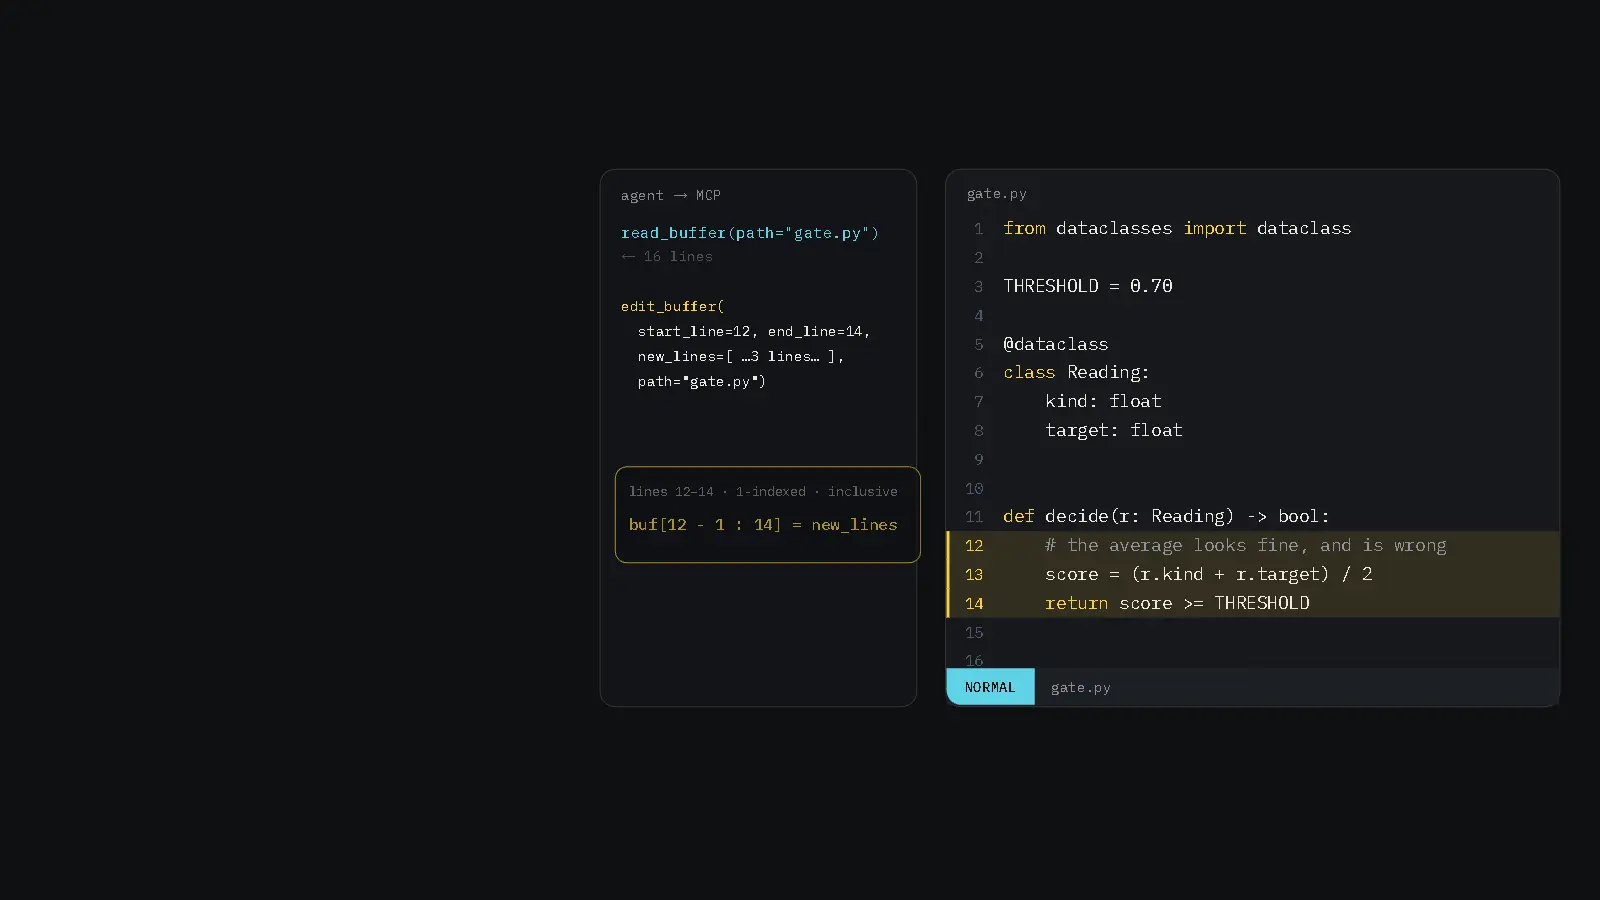 agent → MCP
read_buffer(path="gate.py")
← 16 lines
edit_buffer(
  start_line=12, end_line=14,
  new_lines=[ …3 lines… ],
  path="gate.py")
lines 12–14 · 1-indexed · inclusive
buf[12 - 1 : 14] = new_lines
gate.py
1 from dataclasses import dataclass
2
3 THRESHOLD = 0.70
4
5 @dataclass
6 class Reading:
7     kind: float
8     target: float
9
10
11 def decide(r: Reading) -> bool:
12     # the average looks fine, and is wrong
13     score = (r.kind + r.target) / 2
14     return score >= THRESHOLD
15
16
NORMAL gate.py